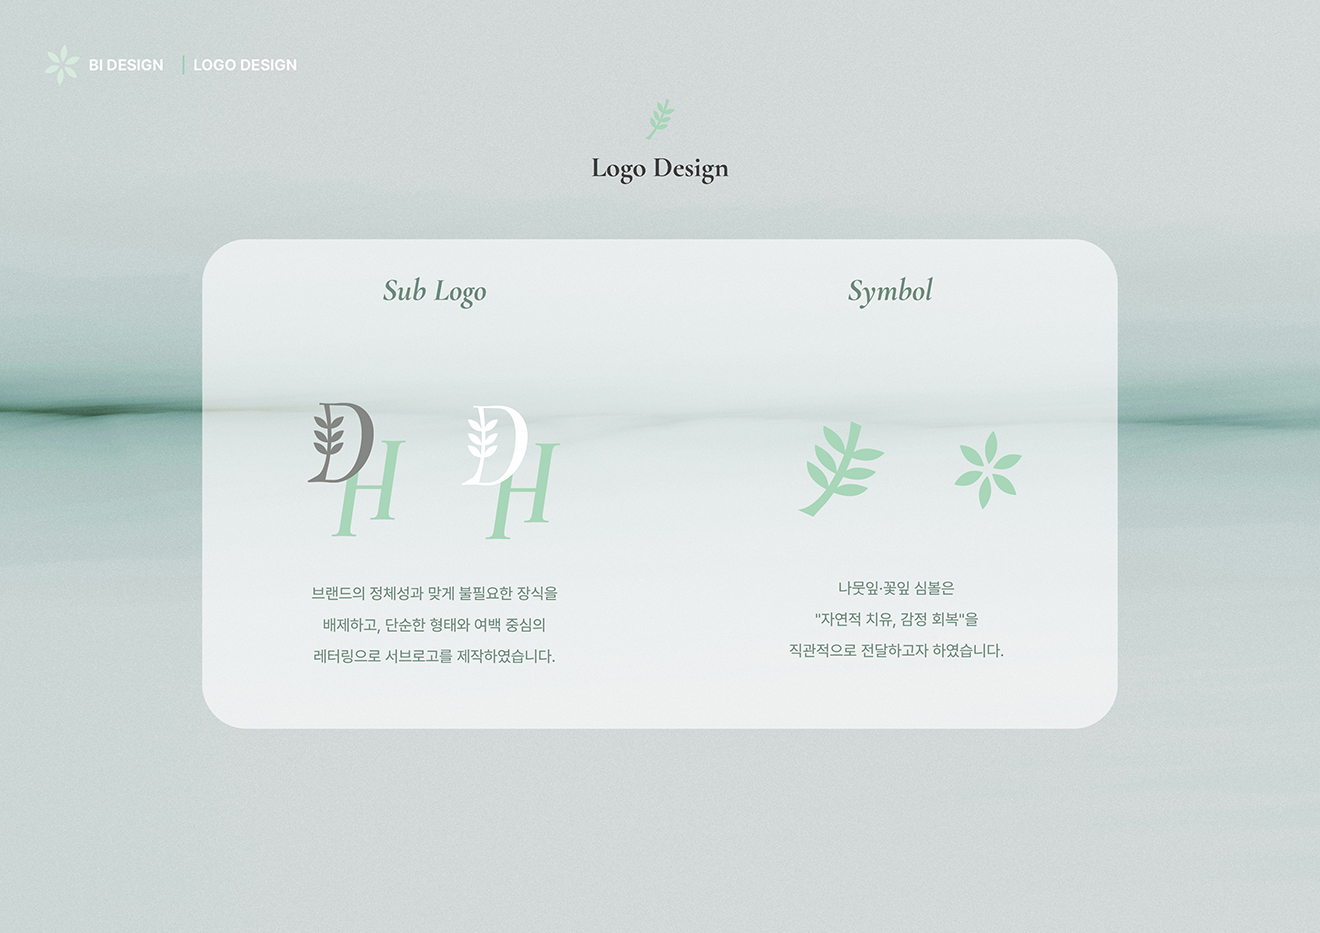 BI DESIGN | LOGO DESIGN
Logo Design
Sub Logo
DH DH
브랜드의 정체성과 맞게 불필요한 장식을
배제하고, 단순한 형태와 여백 중심의
레터링으로 서브로고를 제작하였습니다.
Symbol
나뭇잎·꽃잎 심볼은
"자연적 치유, 감정 회복"을
직관적으로 전달하고자 하였습니다.